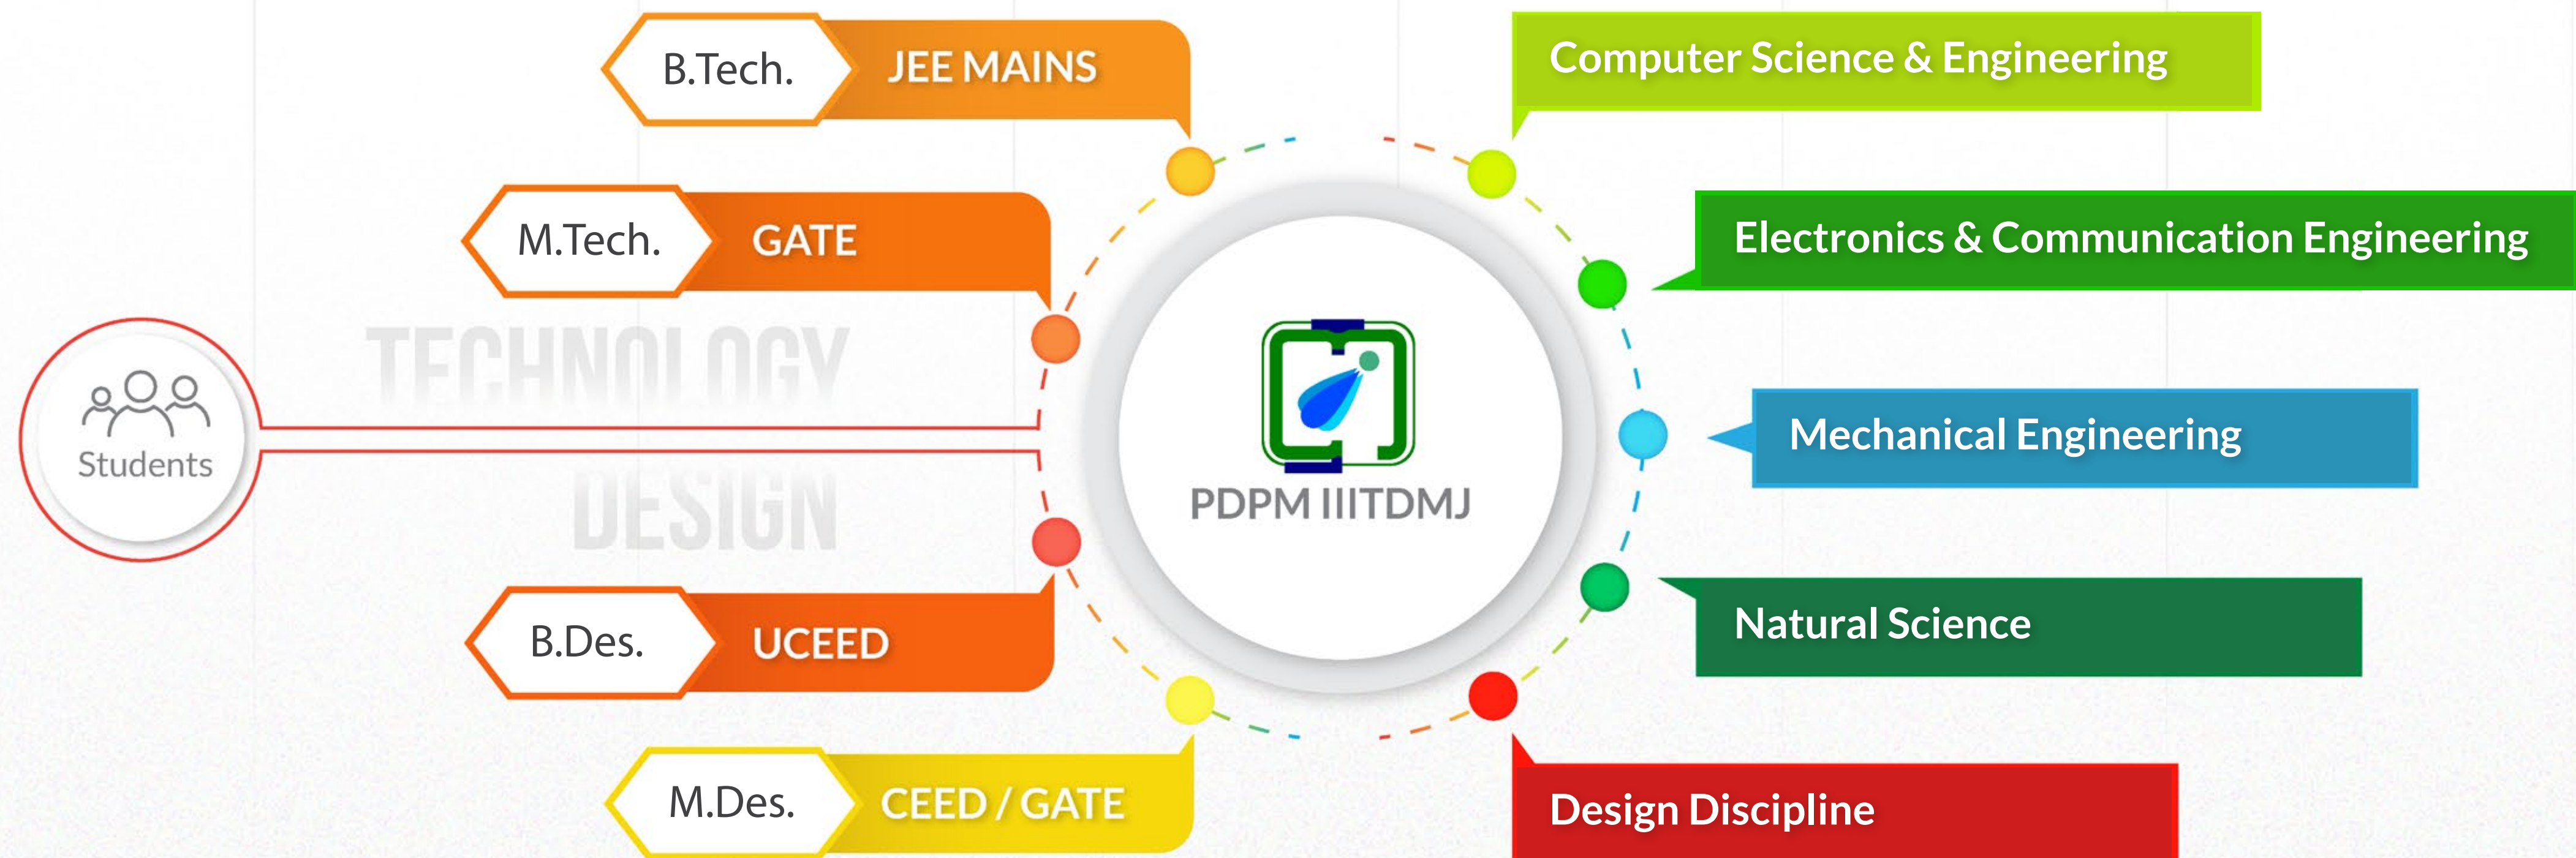 B.Tech.
JEE MAINS
M.Tech.
GATE
TECHNOLOGY
Students
DESIGN
B.Des.
UCEED
M.Des.
CEED / GATE
PDPM IIITDMJ
Computer Science & Engineering
Electronics & Communication Engineering
Mechanical Engineering
Natural Science
Design Discipline